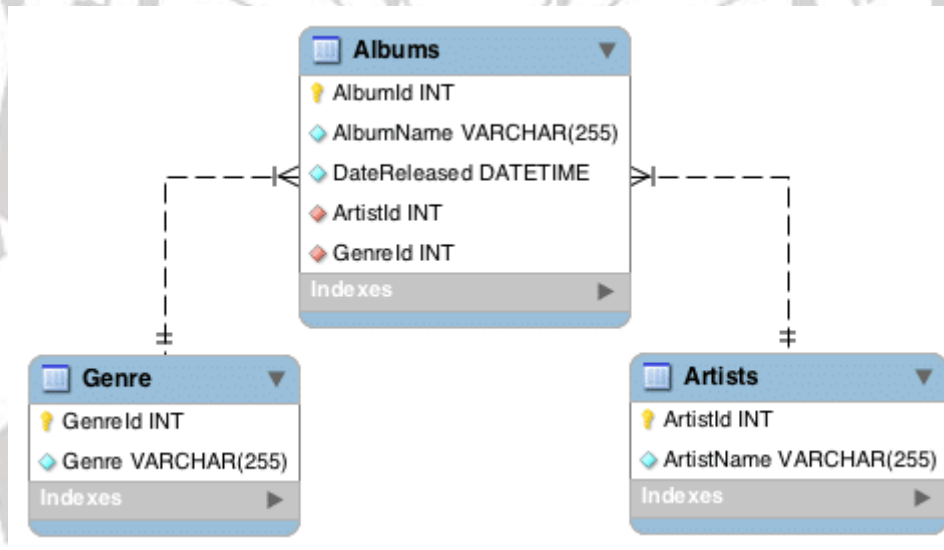 Albums
AlbumId INT
AlbumName VARCHAR(255)
DateReleased DATETIME
ArtistId INT
GenreId INT
Indexes
Genre
GenreId INT
Genre VARCHAR(255)
Indexes
Artists
ArtistId INT
ArtistName VARCHAR(255)
Indexes